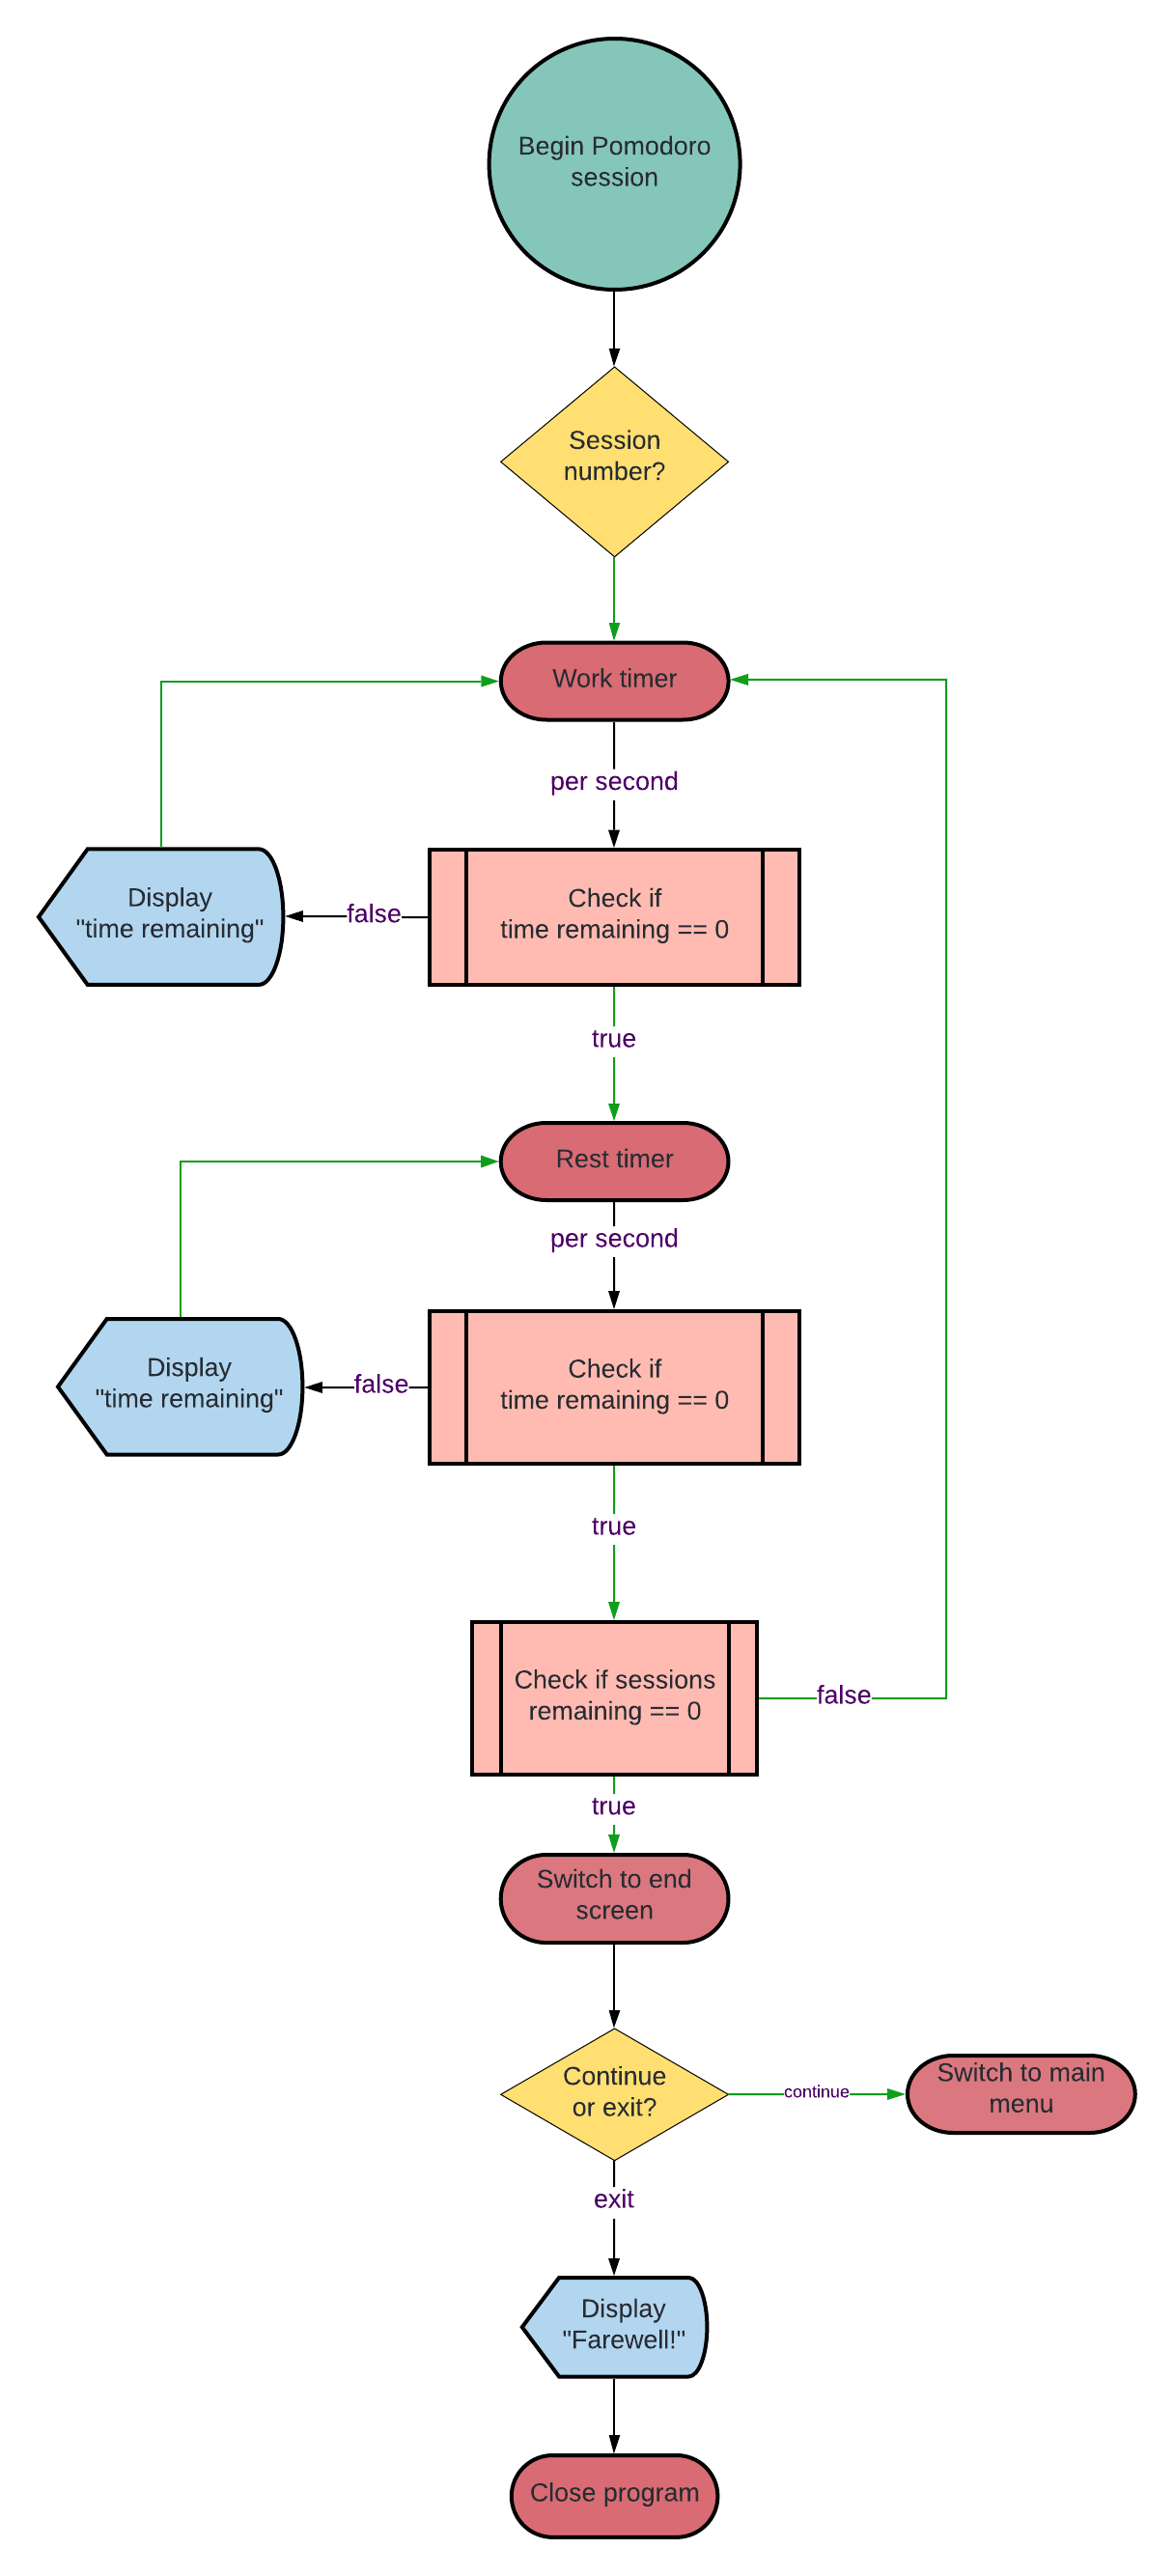 Begin Pomodoro
session
Session
number?
Work timer
per second
Check if
time remaining == 0
false
Display
"time remaining"
true
Rest timer
per second
Check if
time remaining == 0
false
Display
"time remaining"
true
Check if sessions
remaining == 0
false
true
Switch to end
screen
Continue
or exit?
continue
Switch to main
menu
exit
Display
"Farewell!"
Close program